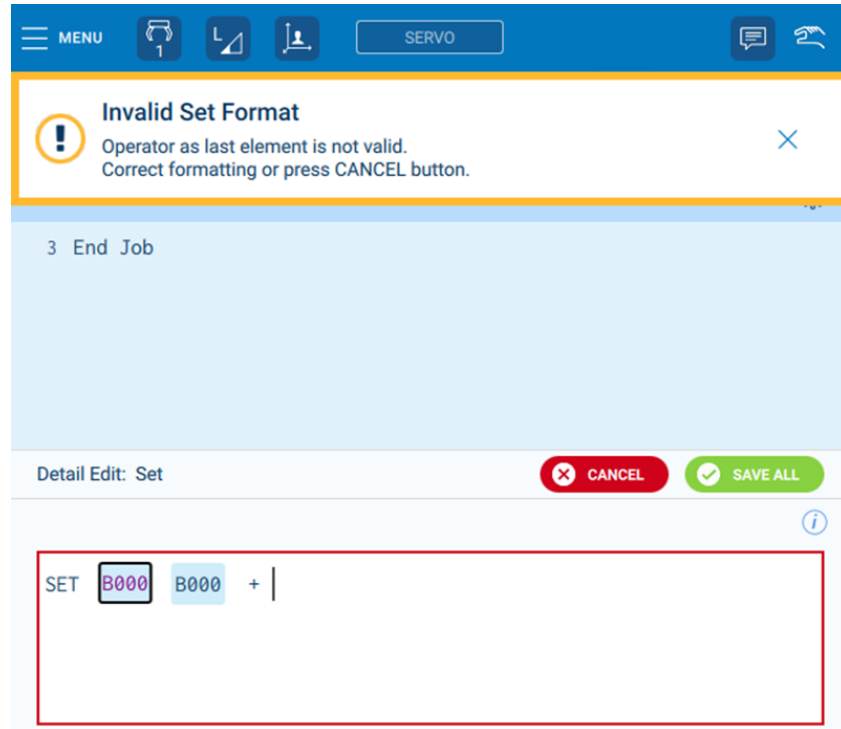 MENU
1
L
SERVO
Invalid Set Format
Operator as last element is not valid.
Correct formatting or press CANCEL button.
3 End Job
Detail Edit: Set
CANCEL
SAVE ALL
i
SET B000 B000 +